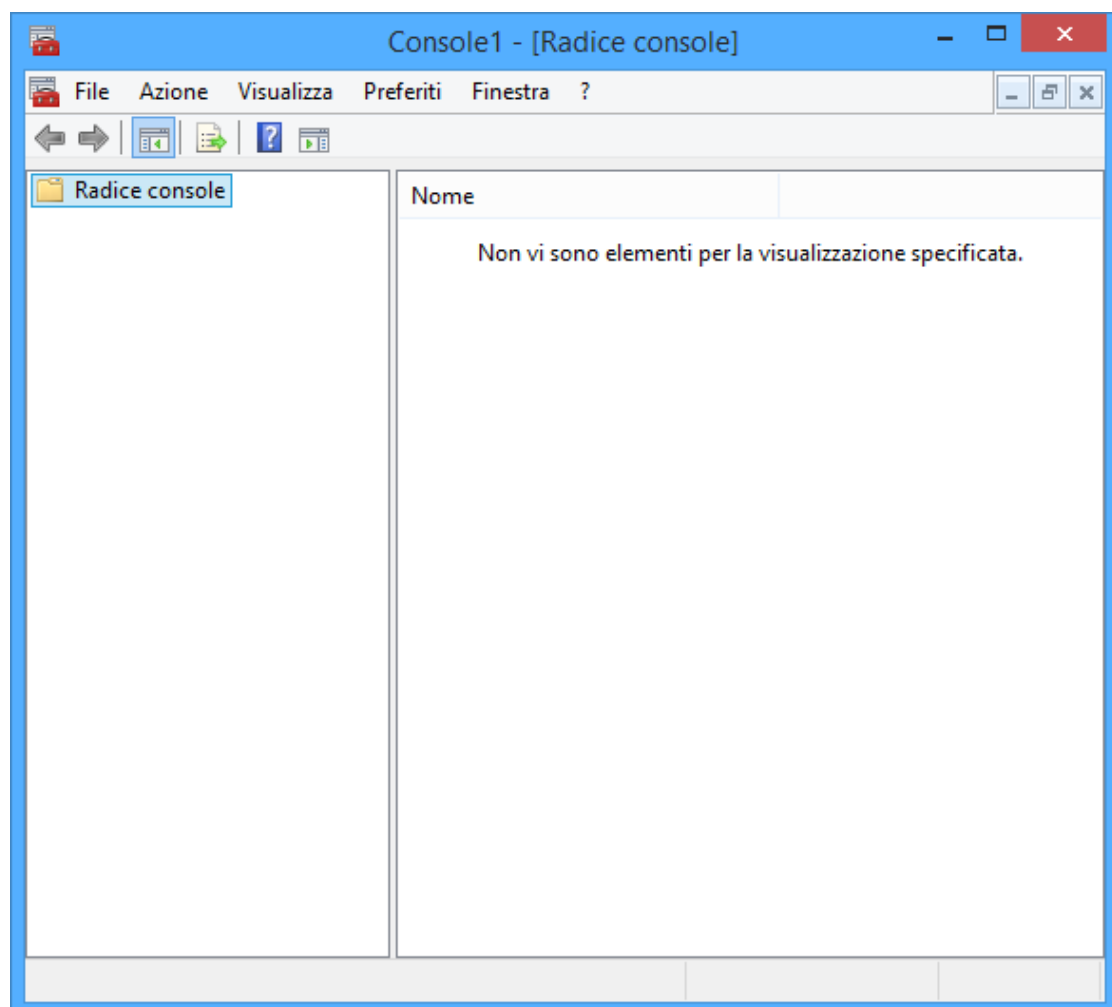 Console1 - [Radice console]
File Azione Visualizza Preferiti Finestra ?
Radice console
Nome
Non vi sono elementi per la visualizzazione specificata.